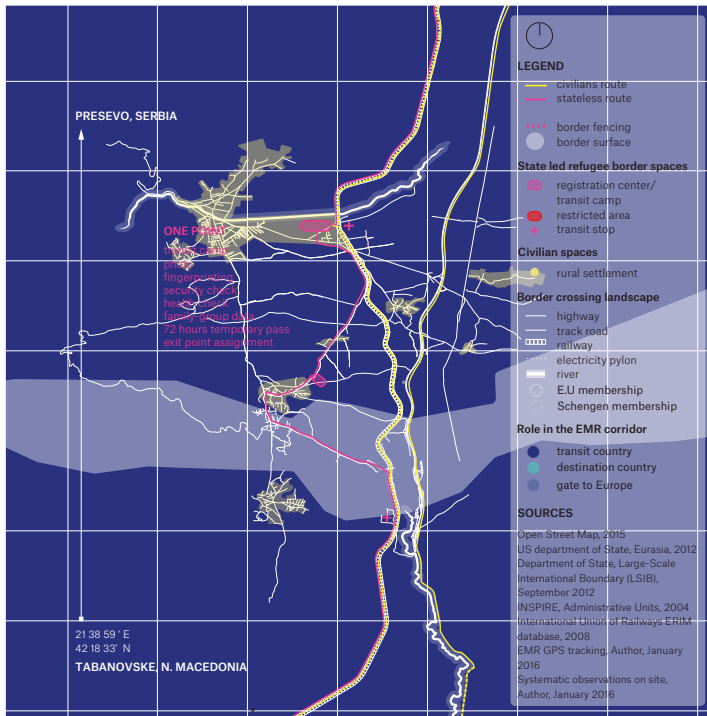 PRESEVO, SERBIA
ONE POINT
transit camp
photo
fingerprinting
security check
health check
family-group data
72 hours temporary pass
exit point assignment
21 38 59 ' E
42 18 33' N
TABANOVSKE, N. MACEDONIA
LEGEND
civilians route
stateless route
border fencing
border surface
State led refugee border spaces
registration center/
transit camp
restricted area
transit stop
Civilian spaces
rural settlement
Border crossing landscape
highway
track road
railway
electricity pylon
river
E.U membership
Schengen membership
Role in the EMR corridor
transit country
destination country
gate to Europe
SOURCES
Open Street Map, 2015
US department of State, Eurasia, 2012
Department of State, Large-Scale
International Boundary (LSIB),
September 2012
INSPIRE, Administrative Units, 2004
International Union of Railways ERIM
database, 2008
EMR GPS tracking, Author, January
2016
Systematic observations on site,
Author, January 2016